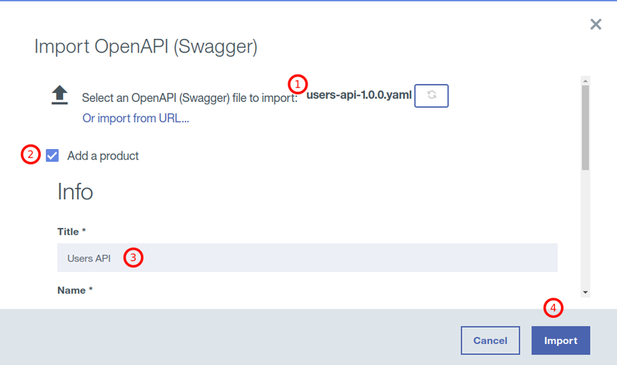 Import OpenAPI (Swagger)
1
Select an OpenAPI (Swagger) file to import: users-api-1.0.0.yaml
Or import from URL...
2 Add a product
Info
Title *
Users API 3
Name *
4
Cancel Import